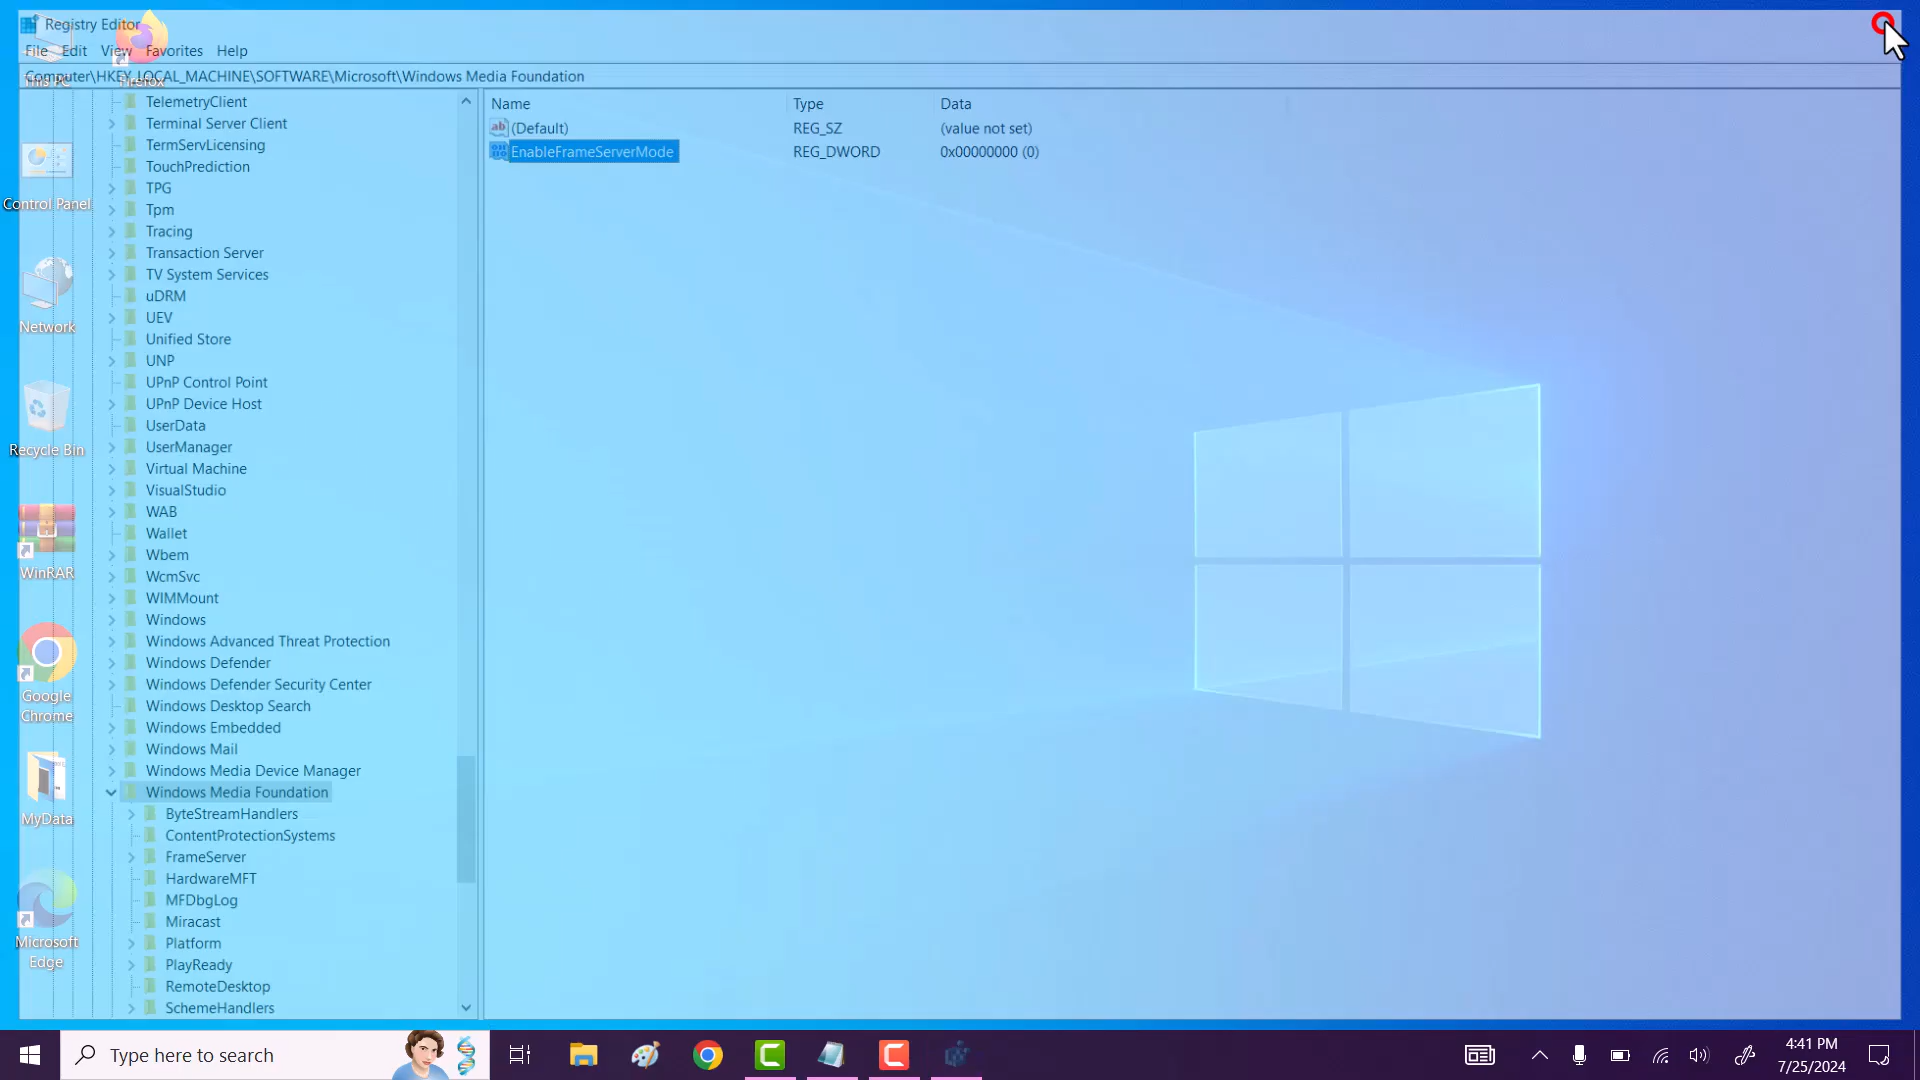 Registry Editor
File Edit View Favorites Help
Computer\HKEY_LOCAL_MACHINE\SOFTWARE\Microsoft\Windows Media Foundation
This PC
Firefox
Control Panel
Network
Recycle Bin
WinRAR
Google
Chrome
MyData
Microsoft
Edge
TelemetryClient
Terminal Server Client
TermServLicensing
TouchPrediction
TPG
Tpm
Tracing
Transaction Server
TV System Services
uDRM
UEV
Unified Store
UNP
UPnP Control Point
UPnP Device Host
UserData
UserManager
Virtual Machine
VisualStudio
WAB
Wallet
Wbem
WcmSvc
WIMMount
Windows
Windows Advanced Threat Protection
Windows Defender
Windows Defender Security Center
Windows Desktop Search
Windows Embedded
Windows Mail
Windows Media Device Manager
Windows Media Foundation
ByteStreamHandlers
ContentProtectionSystems
FrameServer
HardwareMFT
MFDbgLog
Miracast
Platform
PlayReady
RemoteDesktop
SchemeHandlers
Name Type Data
(Default) REG_SZ (value not set)
EnableFrameServerMode REG_DWORD 0x00000000 (0)
Type here to search
4:41 PM
7/25/2024